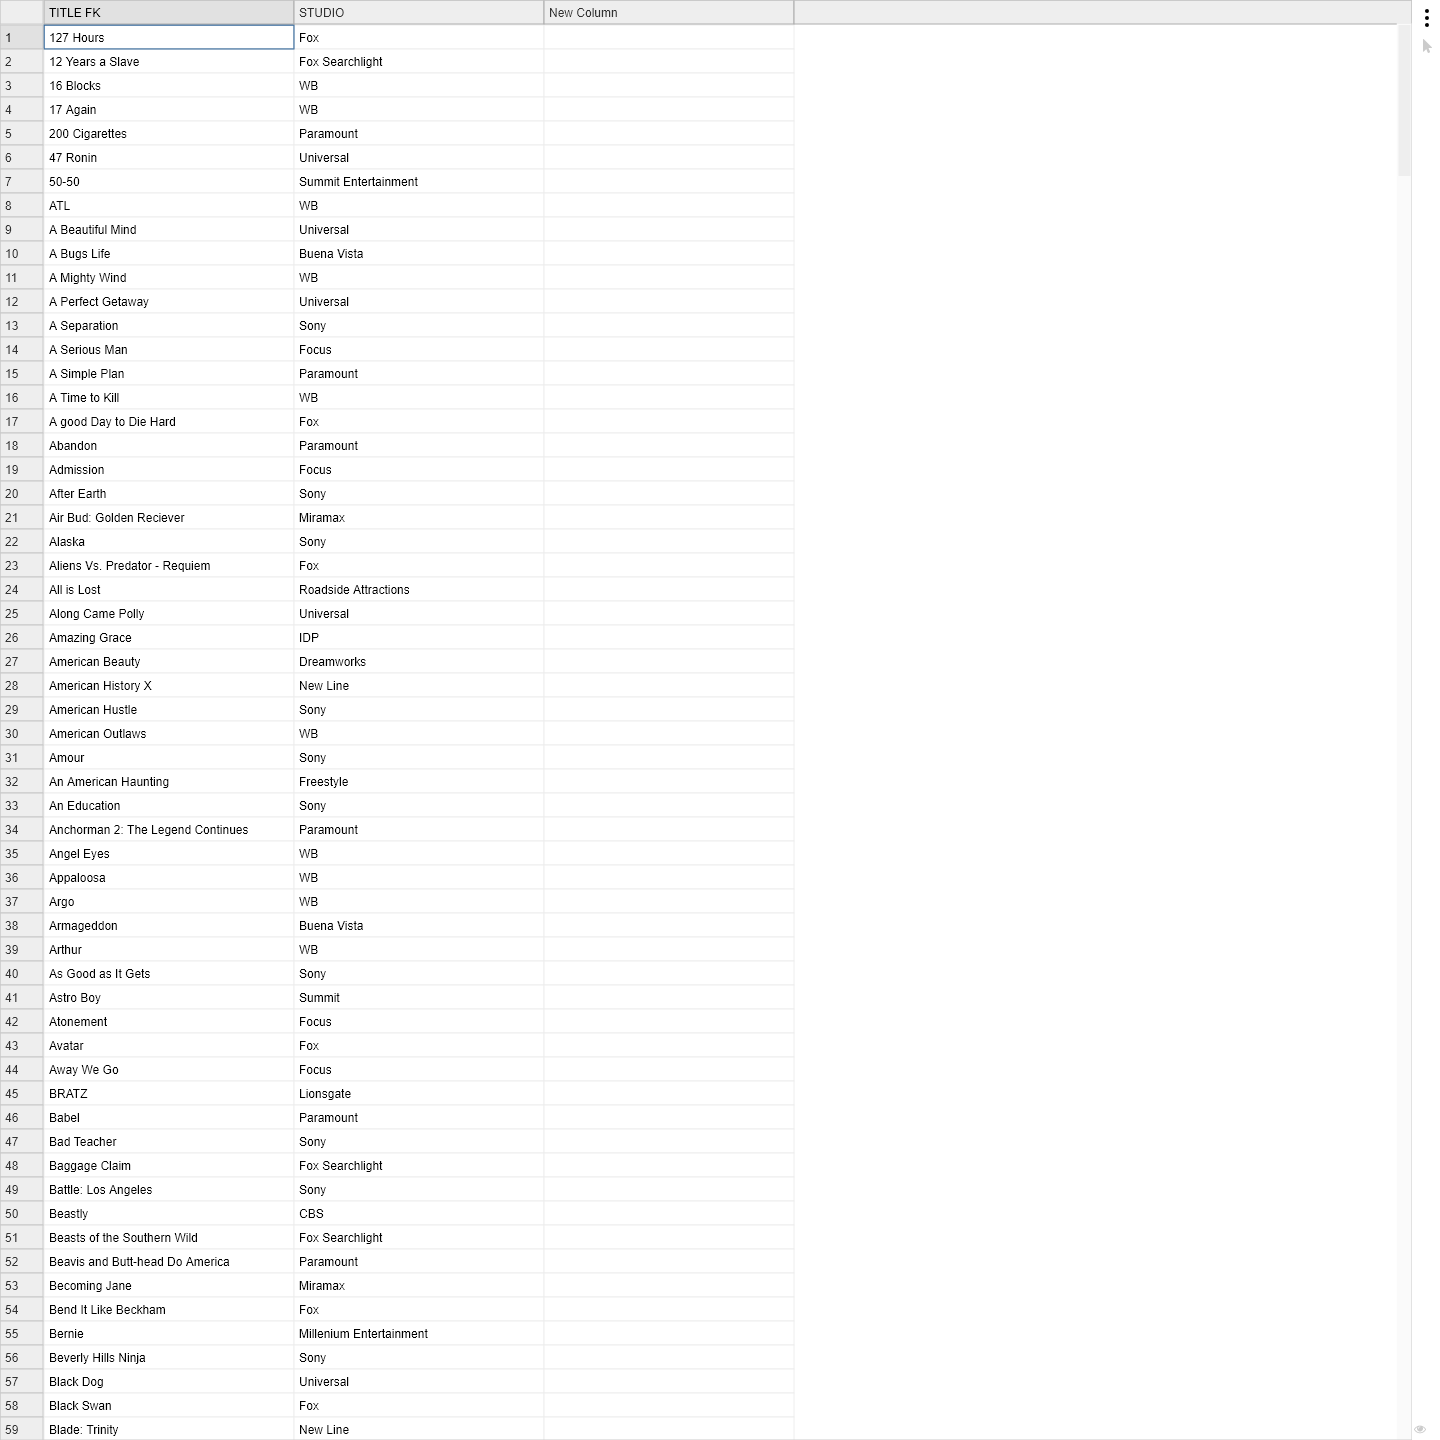 TITLE FK STUDIO New Column
1 127 Hours Fox
2 12 Years a Slave Fox Searchlight
3 16 Blocks WB
4 17 Again WB
5 200 Cigarettes Paramount
6 47 Ronin Universal
7 50-50 Summit Entertainment
8 ATL WB
9 A Beautiful Mind Universal
10 A Bugs Life Buena Vista
11 A Mighty Wind WB
12 A Perfect Getaway Universal
13 A Separation Sony
14 A Serious Man Focus
15 A Simple Plan Paramount
16 A Time to Kill WB
17 A good Day to Die Hard Fox
18 Abandon Paramount
19 Admission Focus
20 After Earth Sony
21 Air Bud: Golden Reciever Miramax
22 Alaska Sony
23 Aliens Vs. Predator - Requiem Fox
24 All is Lost Roadside Attractions
25 Along Came Polly Universal
26 Amazing Grace IDP
27 American Beauty Dreamworks
28 American History X New Line
29 American Hustle Sony
30 American Outlaws WB
31 Amour Sony
32 An American Haunting Freestyle
33 An Education Sony
34 Anchorman 2: The Legend Continues Paramount
35 Angel Eyes WB
36 Appaloosa WB
37 Argo WB
38 Armageddon Buena Vista
39 Arthur WB
40 As Good as It Gets Sony
41 Astro Boy Summit
42 Atonement Focus
43 Avatar Fox
44 Away We Go Focus
45 BRATZ Lionsgate
46 Babel Paramount
47 Bad Teacher Sony
48 Baggage Claim Fox Searchlight
49 Battle: Los Angeles Sony
50 Beastly CBS
51 Beasts of the Southern Wild Fox Searchlight
52 Beavis and Butt-head Do America Paramount
53 Becoming Jane Miramax
54 Bend It Like Beckham Fox
55 Bernie Millenium Entertainment
56 Beverly Hills Ninja Sony
57 Black Dog Universal
58 Black Swan Fox
59 Blade: Trinity New Line